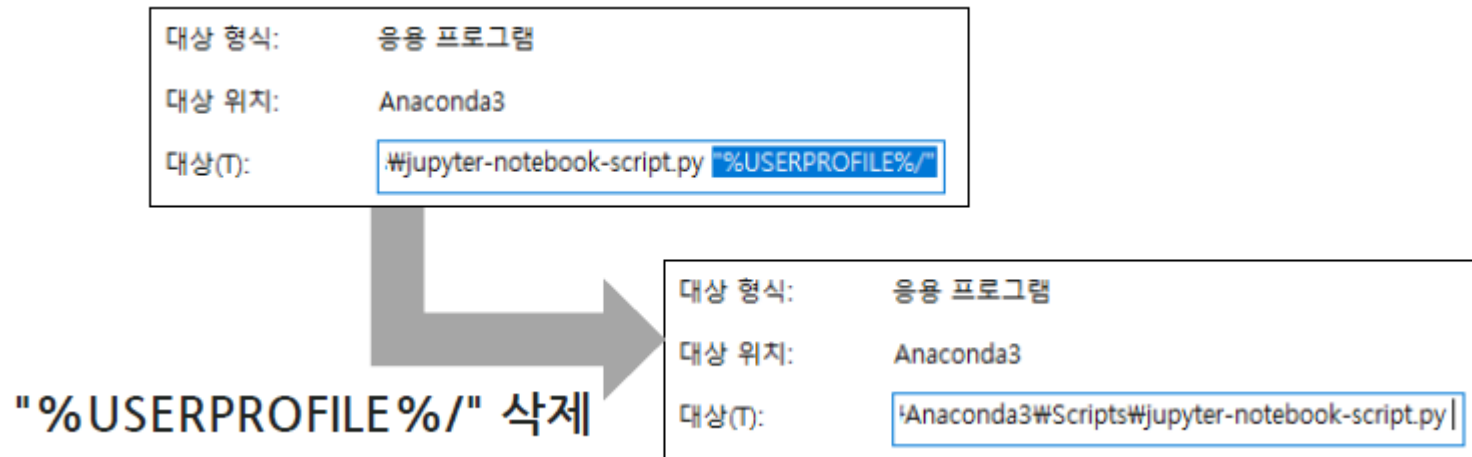 대상 형식: 응용 프로그램
대상 위치: Anaconda3
대상(T): .₩jupyter-notebook-script.py "%USERPROFILE%/"
"%USERPROFILE%/" 삭제
대상 형식: 응용 프로그램
대상 위치: Anaconda3
대상(T): Anaconda3₩Scripts₩jupyter-notebook-script.py